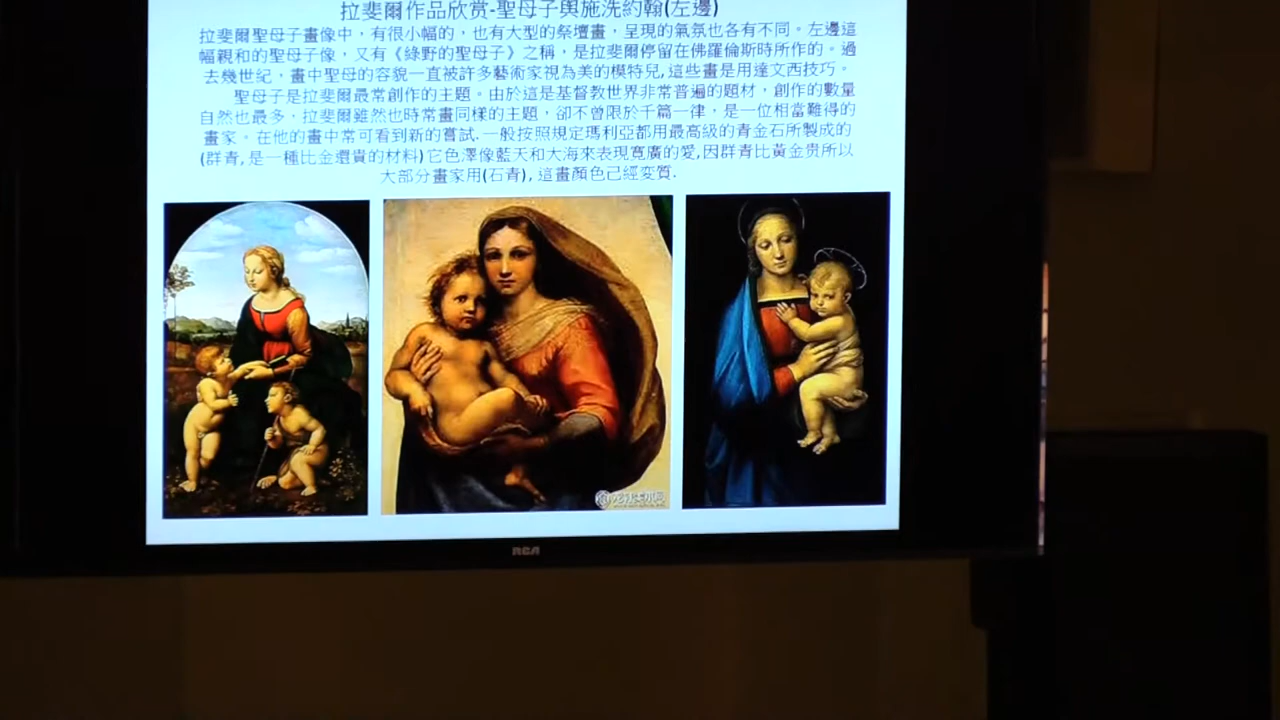 拉斐爾作品欣赏-聖母子與施洗約翰(左邊)
拉斐爾聖母子畫像中，有很小幅的，也有大型的祭壇畫，呈現的氣氛也各有不同。左邊這
幅親和的聖母子像，又有《綠野的聖母子》之稱，是拉斐爾停留在佛羅倫斯時所作的。過
去幾世紀，畫中聖母的容貌一直被許多藝術家視為美的模特兒,這些畫是用達文西技巧。
聖母子是拉斐爾最常創作的主題。由於這是基督教世界非常普遍的題材，創作的數量
自然也最多，拉斐爾雖然也時常畫同樣的主題，卻不曾限於千篇一律，是一位相當難得的
畫家。在他的畫中常可看到新的嘗試.一般按照規定瑪利亞都用最高級的青金石所製成的
(群青,是一種比金還貴的材料)它色澤像藍天和大海來表現寬廣的愛,因群青比黃金贵所以
大部分畫家用(石青),這畫顏色己經变質.
RCA